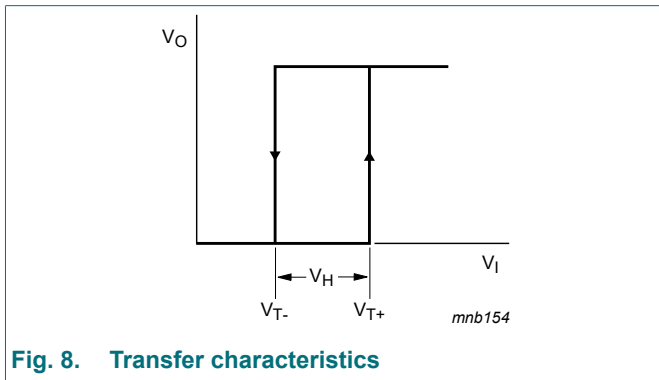 VO
VI
VH
VT-
VT+
mnb154
Fig. 8. Transfer characteristics